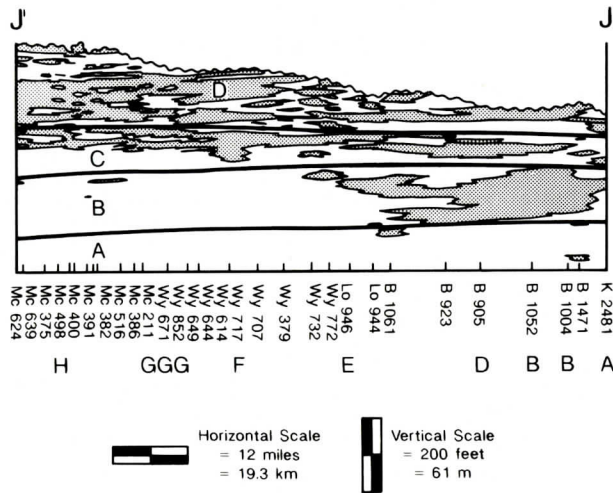 J' J
D
C
B
A
Mc 624 Mc 639 Mc 375 Mc 498 Mc 400 Mc 391 Mc 382 Mc 516 Mc 386 Mc 211 Wy 671 Wy 852 Wy 649 Wy 644 Wy 614 Wy 717 Wy 707 Wy 379 Wy 732 Wy 772 Lo 946 Lo 944 B 1061 B 923 B 905 B 1052 B 1004 B 1471 K 2481
H GGG F E D B B A
Horizontal Scale Vertical Scale
= 12 miles = 200 feet
= 19.3 km = 61 m